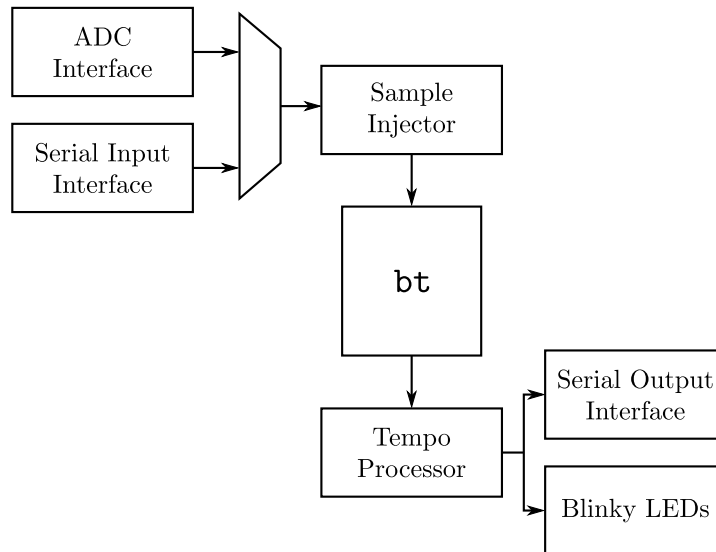 ADC
Interface
Serial Input
Interface
Sample
Injector
bt
Tempo
Processor
Serial Output
Interface
Blinky LEDs